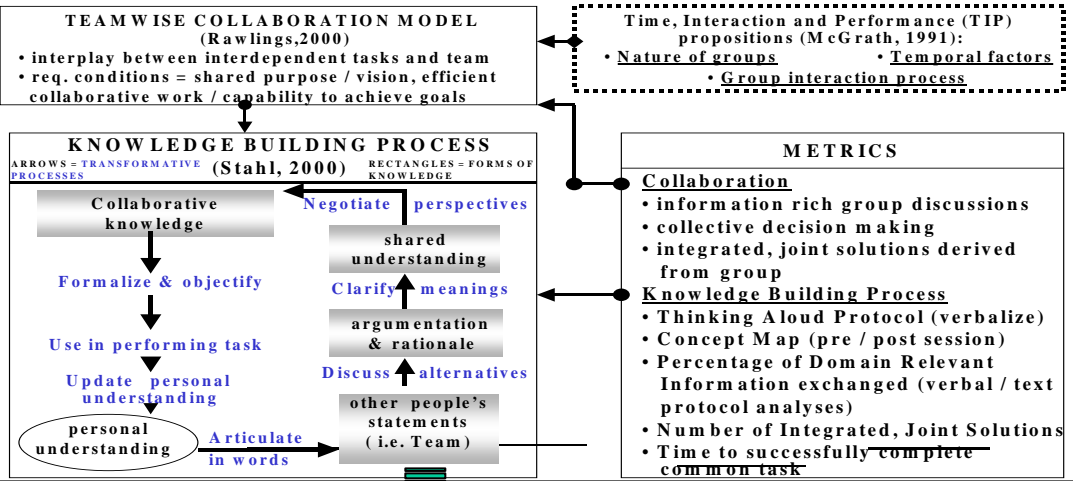 TEAMWISE COLLABORATION MODEL
(Rawlings,2000)
• interplay between interdependent tasks and team
• req. conditions = shared purpose / vision, efficient
collaborative work / capability to achieve goals
Time, Interaction and Performance (TIP)
propositions (McGrath, 1991):
• Nature of groups • Temporal factors
• Group interaction process
KNOWLEDGE BUILDING PROCESS
(Stahl, 2000)
ARROWS = TRANSFORMATIVE
PROCESSES
RECTANGLES = FORMS OF
KNOWLEDGE
Collaborative
knowledge
Formalize & objectify
Use in performing task
Update personal
understanding
personal
understanding
Articulate
in words
other people's
statements
( i.e. Team )
Discuss alternatives
argumentation
& rationale
Clarify meanings
shared
understanding
Negotiate perspectives
METRICS
Collaboration
• information rich group discussions
• collective decision making
• integrated, joint solutions derived
from group
Knowledge Building Process
• Thinking Aloud Protocol (verbalize)
• Concept Map (pre / post session)
• Percentage of Domain Relevant
Information exchanged (verbal / text
protocol analyses)
• Number of Integrated, Joint Solutions
• Time to successfully complete
common task